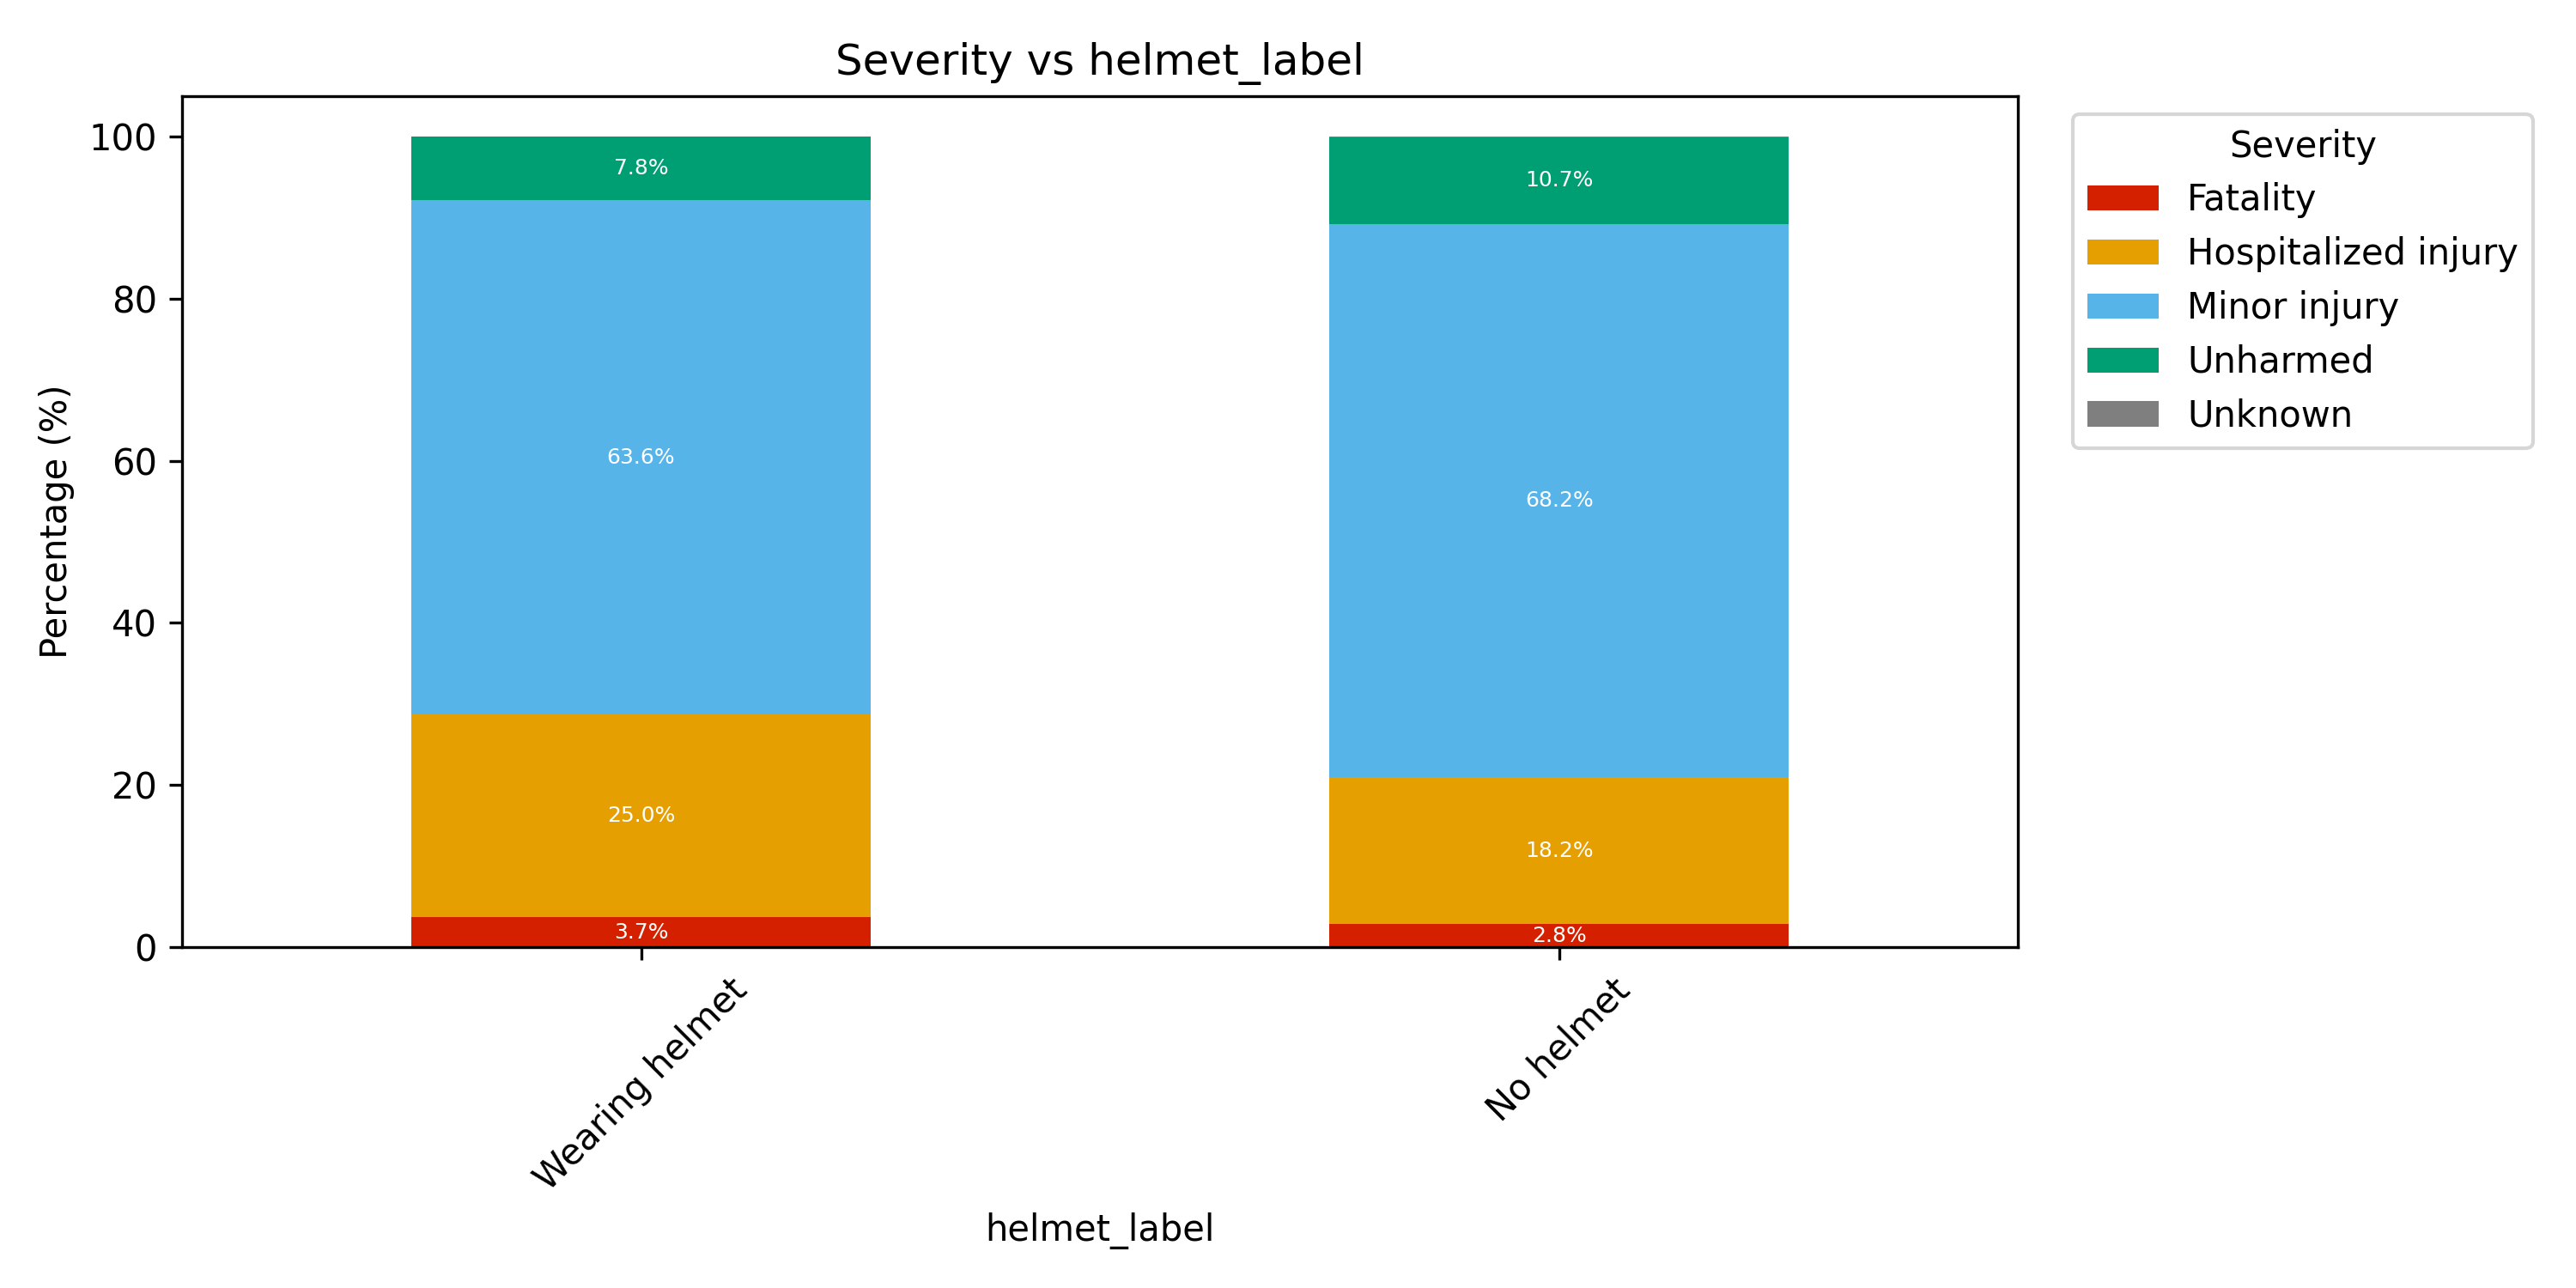 Severity vs helmet_label
Percentage (%)
100
80
60
40
20
0
7.8%
63.6%
25.0%
3.7%
10.7%
68.2%
18.2%
2.8%
Wearing helmet
No helmet
helmet_label
Severity
Fatality
Hospitalized injury
Minor injury
Unharmed
Unknown